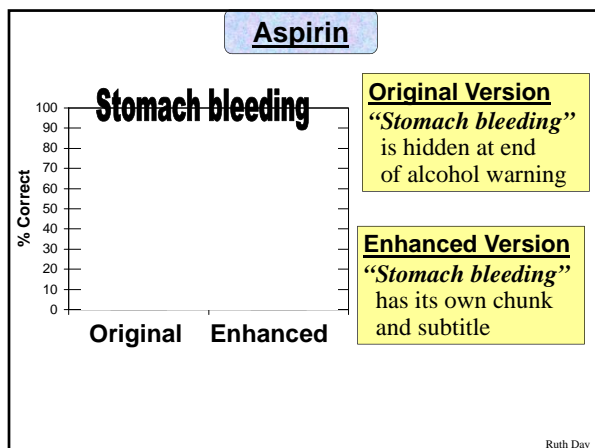 Aspirin
Stomach bleeding
100
90
80
70
60
50
40
30
20
10
0
% Correct
Original Enhanced
Original Version
“Stomach bleeding”
is hidden at end
of alcohol warning
Enhanced Version
“Stomach bleeding”
has its own chunk
and subtitle
Ruth Day